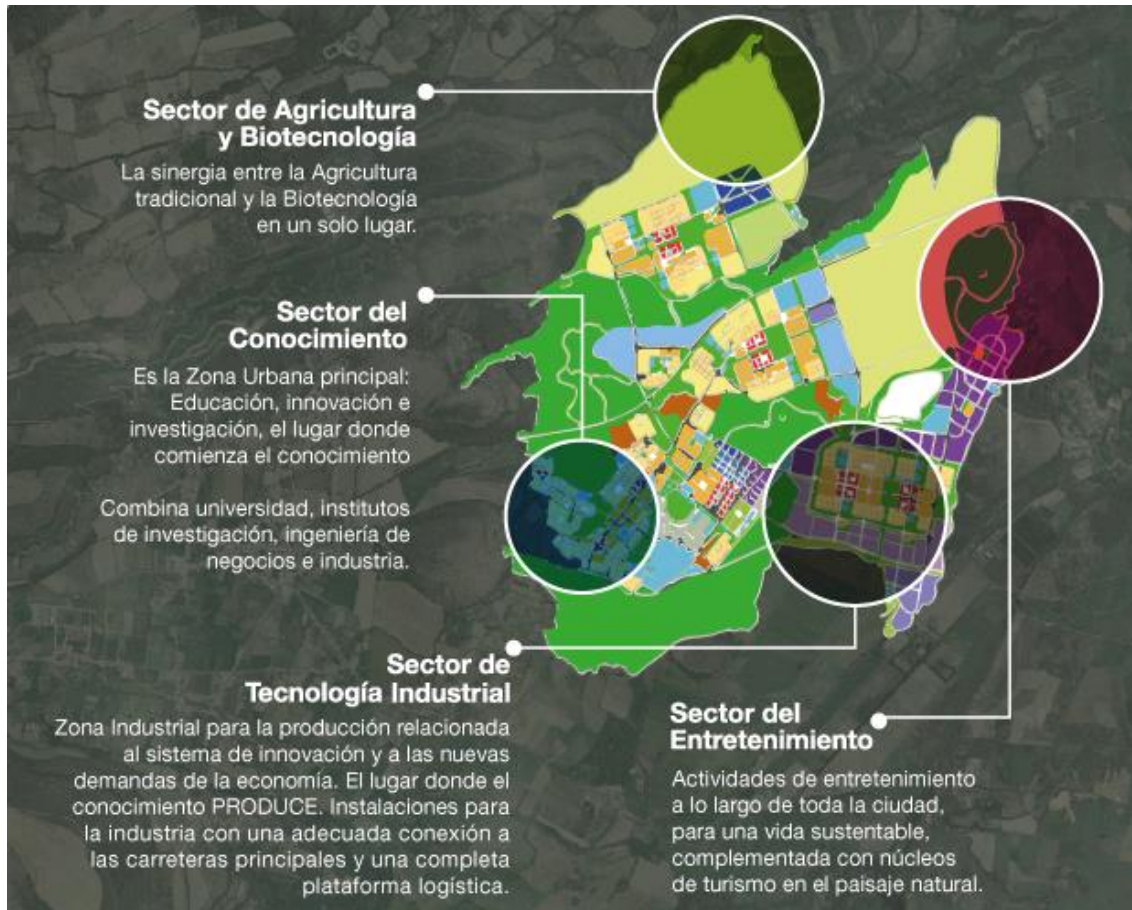 Sector de Agricultura
y Biotecnología
La sinergia entre la Agricultura
tradicional y la Biotecnología
en un solo lugar.
Sector del
Conocimiento
Es la Zona Urbana principal:
Educación, innovación e
investigación, el lugar donde
comienza el conocimiento
Combina universidad, institutos
de investigación, ingeniería de
negocios e industria.
Sector de
Tecnología Industrial
Zona Industrial para la producción relacionada
al sistema de innovación y a las nuevas
demandas de la economía. El lugar donde el
conocimiento PRODUCE. Instalaciones para
la industria con una adecuada conexión a
las carreteras principales y una completa
plataforma logística.
Sector del
Entretenimiento
Actividades de entretenimiento
a lo largo de toda la ciudad,
para una vida sustentable,
complementada con núcleos
de turismo en el paisaje natural.